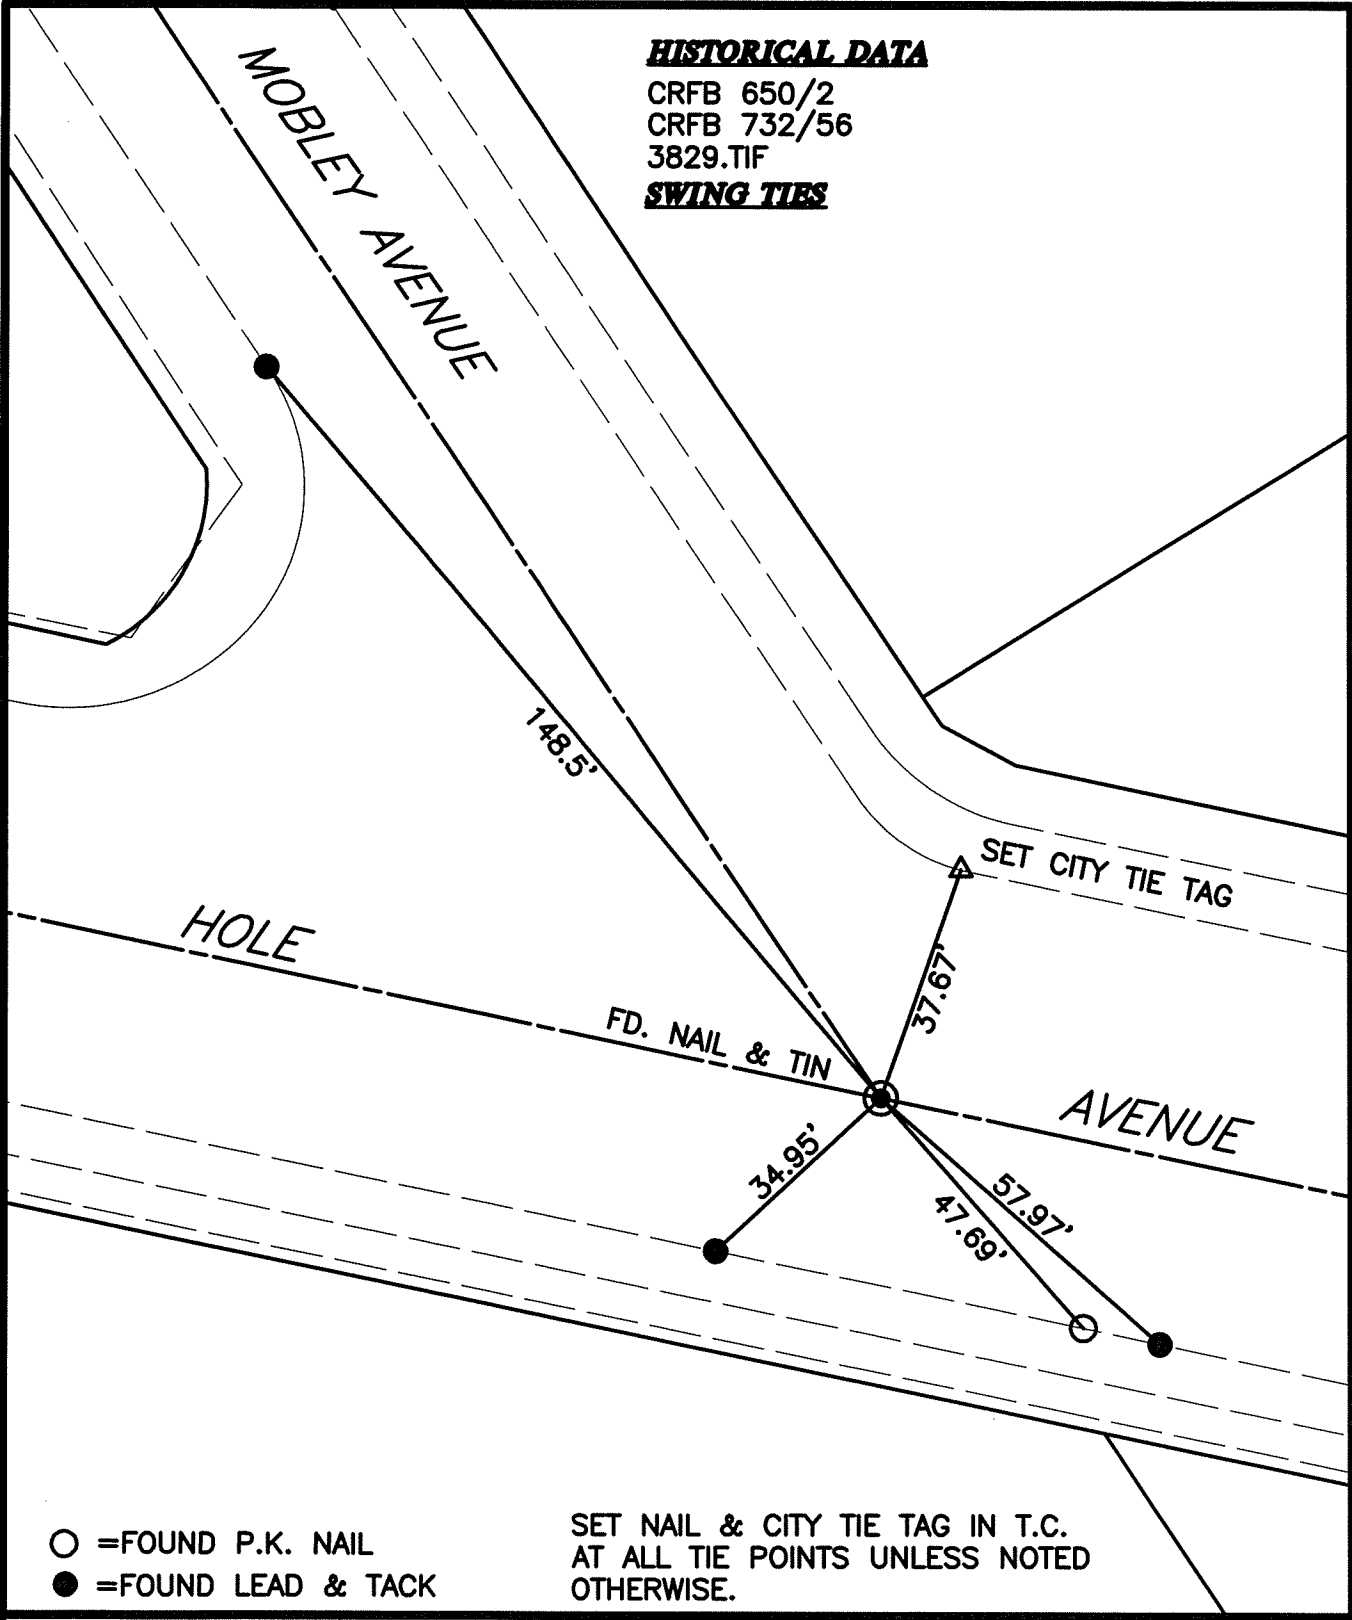 HISTORICAL DATA
CRFB 650/2
CRFB 732/56
3829.TIF
SWING TIES
MOBLEY AVENUE
148.5'
SET CITY TIE TAG
HOLE
37.67'
FD. NAIL & TIN
AVENUE
34.95'
57.97'
47.69'
=FOUND P.K. NAIL
=FOUND LEAD & TACK
SET NAIL & CITY TIE TAG IN T.C.
AT ALL TIE POINTS UNLESS NOTED
OTHERWISE.